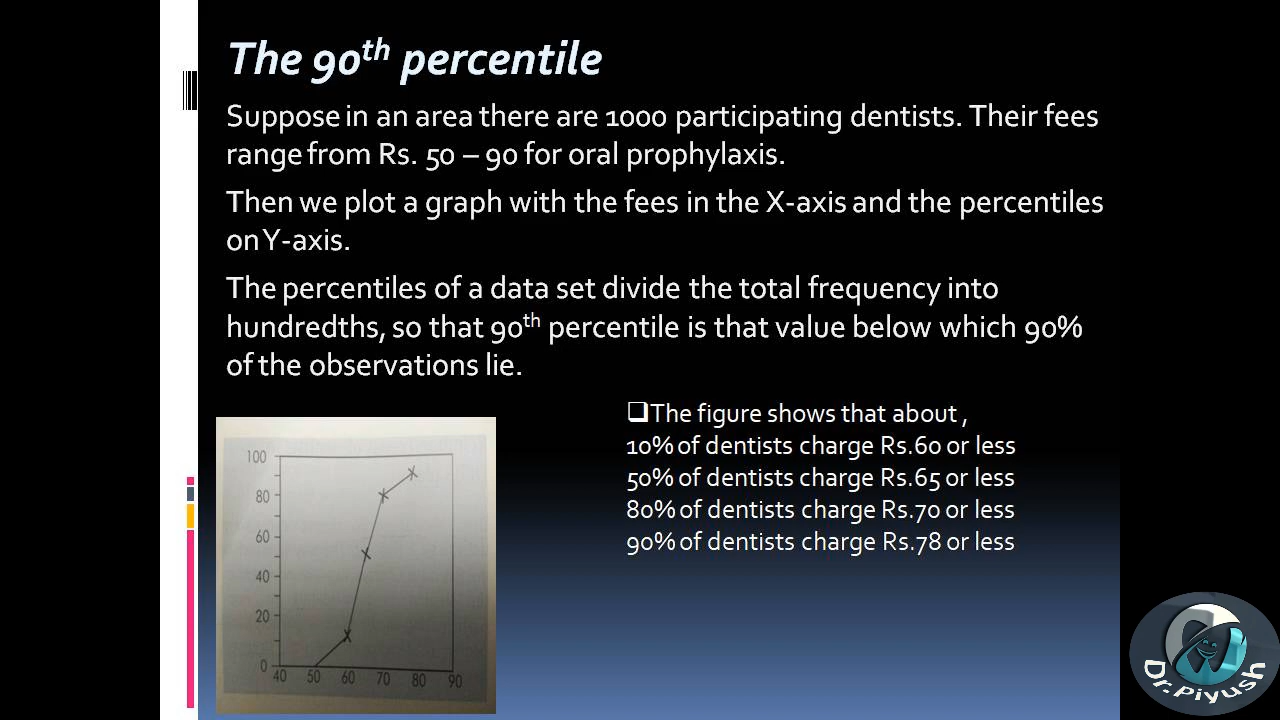 The 90th percentile
Suppose in an area there are 1000 participating dentists. Their fees
range from Rs. 50 – 90 for oral prophylaxis.
Then we plot a graph with the fees in the X-axis and the percentiles
on Y-axis.
The percentiles of a data set divide the total frequency into
hundredths, so that 90th percentile is that value below which 90%
of the observations lie.
❑The figure shows that about ,
10% of dentists charge Rs.60 or less
50% of dentists charge Rs.65 or less
80% of dentists charge Rs.70 or less
90% of dentists charge Rs.78 or less
100
80
60
40
20
0
40 50 60 70 80 90
Dr. Piyush